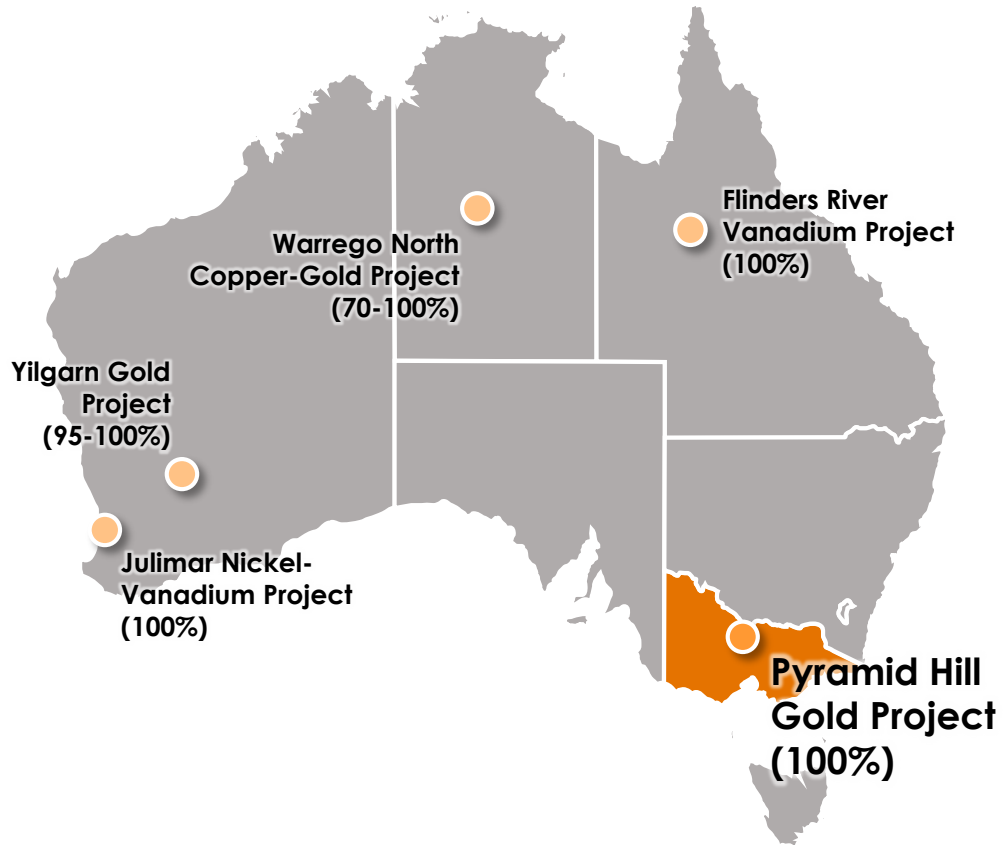 Flinders River
Vanadium Project
(100%)
Warrego North
Copper-Gold Project
(70-100%)
Yilgarn Gold
Project
(95-100%)
Julimar Nickel-
Vanadium Project
(100%)
Pyramid Hill
Gold Project
(100%)